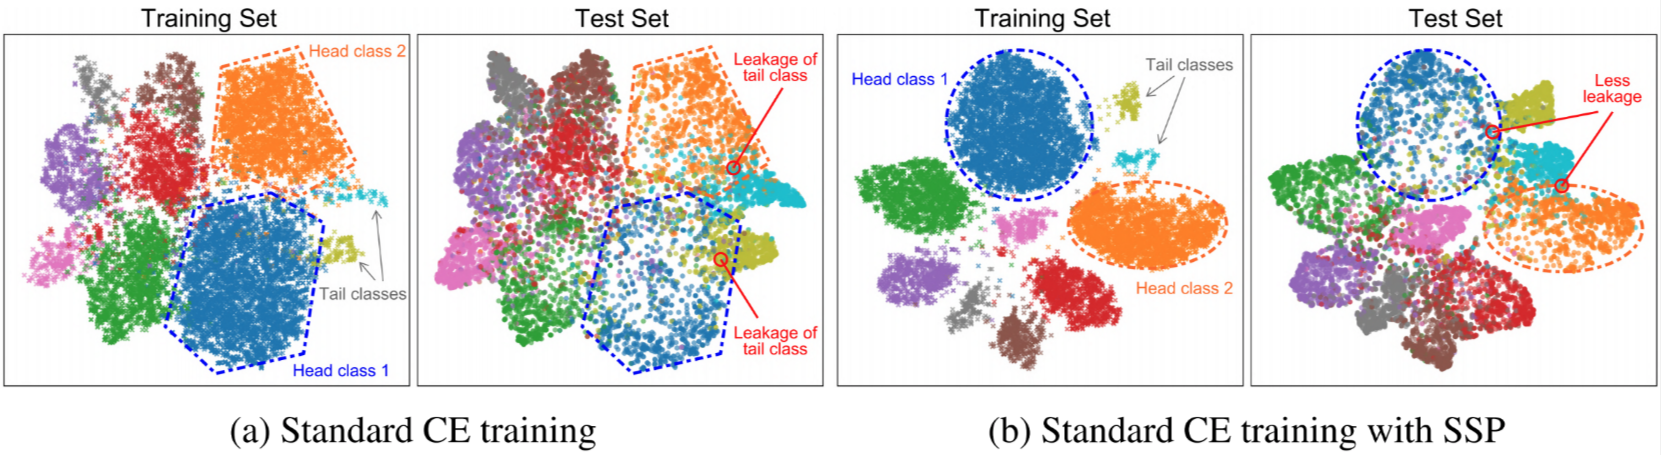 Training Set
Test Set
Head class 2
Leakage of
tail class
Tail classes
Head class 1
Leakage of
tail class
(a) Standard CE training
Training Set
Test Set
Head class 1
Tail classes
Head class 2
Less
leakage
(b) Standard CE training with SSP